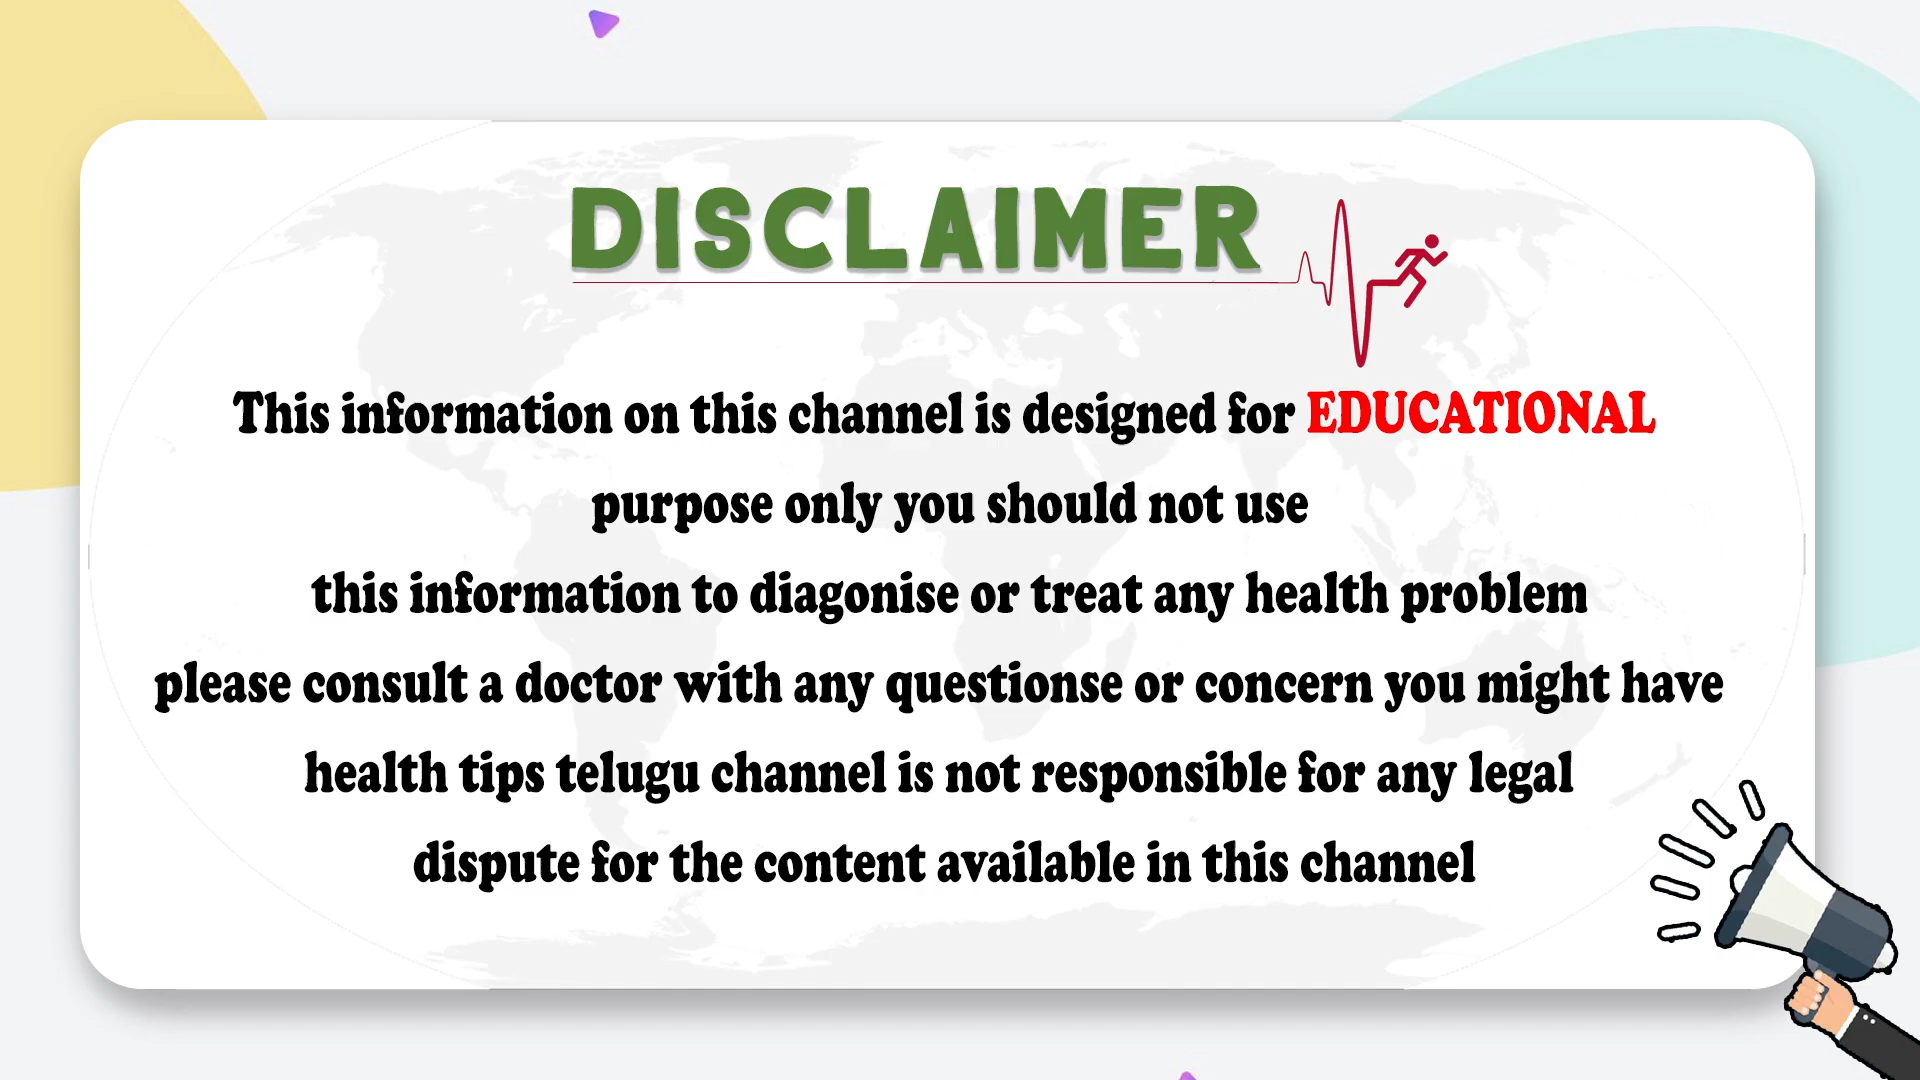 DISCLAIMER
This information on this channel is designed for EDUCATIONAL
purpose only you should not use
this information to diagonise or treat any health problem
please consult a doctor with any questionse or concern you might have
health tips telugu channel is not responsible for any legal
dispute for the content available in this channel